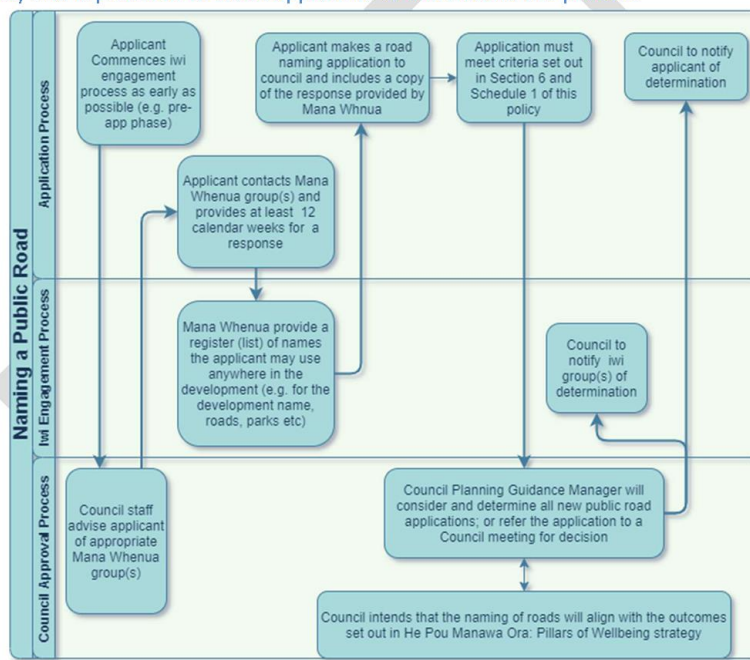 Naming a Public Road
Application Process
Applicant
Commences iwi
engagement
process as early as
possible (e.g. pre-
app phase)
Applicant makes a road
naming application to
council and includes a copy
of the response provided by
Mana Whnua
Application must
meet criteria set out
in Section 6 and
Schedule 1 of this
policy
Council to notify
applicant of
determination
Applicant contacts Mana
Whenua group(s) and
provides at least 12
calendar weeks for a
response
Iwi Engagement Process
Mana Whenua provide a
register (list) of names
the applicant may use
anywhere in the
development (e.g. for the
development name,
roads, parks etc)
Council to
notify iwi
group(s) of
determination
Council Approval Process
Council staff
advise applicant
of appropriate
Mana Whenua
group(s)
Council Planning Guidance Manager will
consider and determine all new public road
applications; or refer the application to a
Council meeting for decision
Council intends that the naming of roads will align with the outcomes
set out in He Pou Manawa Ora: Pillars of Wellbeing strategy